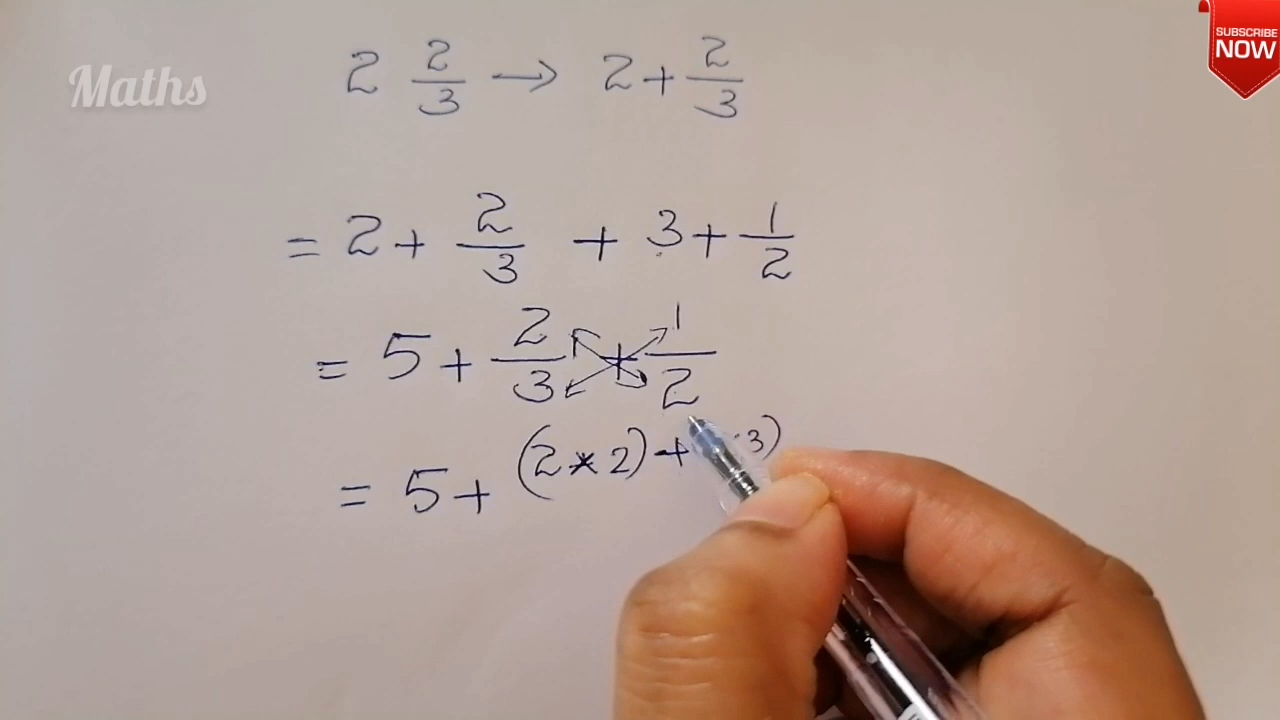 Maths
SUBSCRIBE
NOW
2 2/3 → 2 + 2/3
= 2 + 2/3 + 3 + 1/2
= 5 + 2/3 + 1/2
= 5 + (2 * 2) + 3)